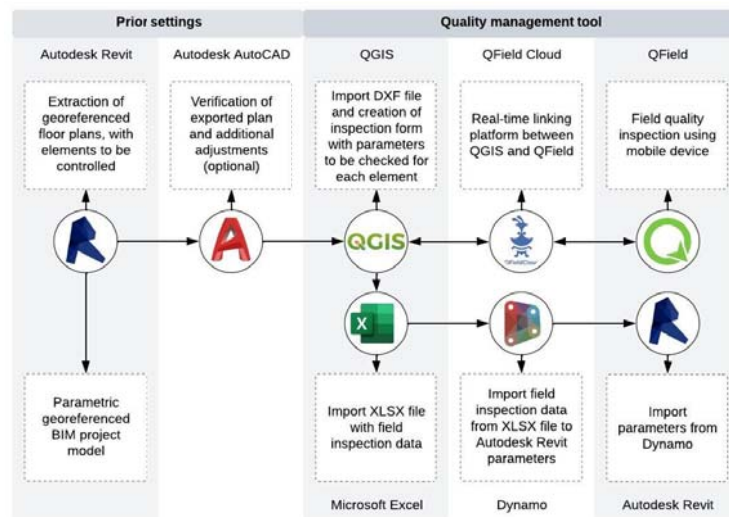 Prior settings
Quality management tool
Autodesk Revit
Autodesk AutoCAD
QGIS
QField Cloud
QField
Extraction of
georeferenced
floor plans, with
elements to be
controlled
Verification of
exported plan
and additional
adjustments
(optional)
Import DXF file
and creation of
inspection form
with parameters
to be checked for
each element
Real-time linking
platform between
QGIS and QField
Field quality
inspection using
mobile device
QGIS
QFieldCloud
X
Parametric
georeferenced
BIM project
model
Import XLSX file
with field
inspection data
Import field
inspection data
from XLSX file to
Autodesk Revit
parameters
Import
parameters from
Dynamo
Microsoft Excel
Dynamo
Autodesk Revit